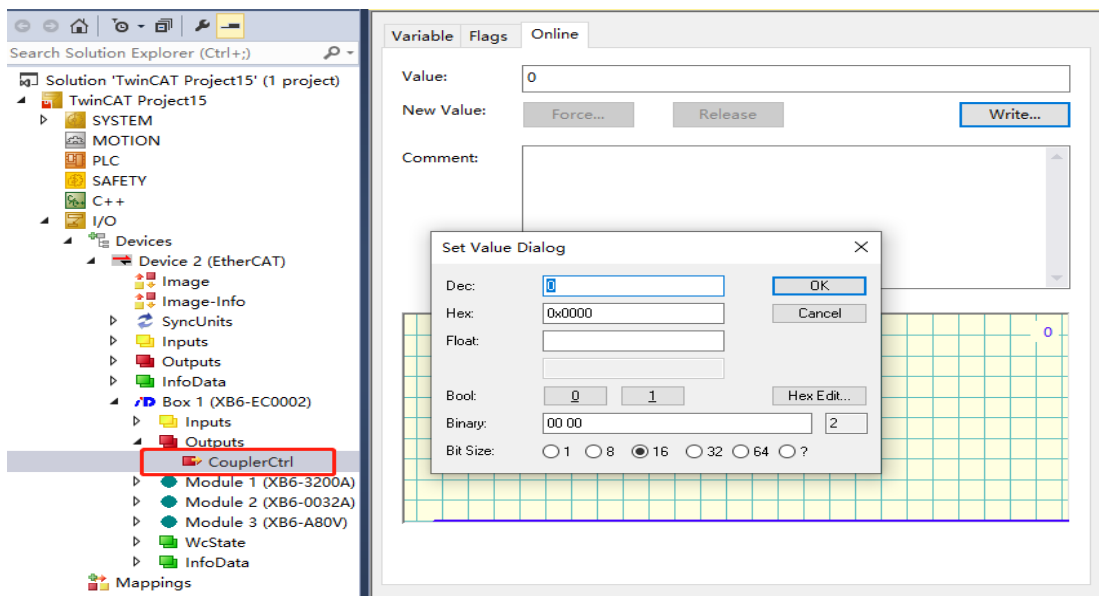 Search Solution Explorer (Ctrl+;)
Solution 'TwinCAT Project15' (1 project)
TwinCAT Project15
SYSTEM
MOTION
PLC
SAFETY
C++
I/O
Devices
Device 2 (EtherCAT)
Image
Image-Info
SyncUnits
Inputs
Outputs
InfoData
Box 1 (XB6-EC0002)
Inputs
Outputs
CouplerCtrl
Module 1 (XB6-3200A)
Module 2 (XB6-0032A)
Module 3 (XB6-A80V)
WcState
InfoData
Mappings
Variable Flags Online
Value: 0
New Value: Force... Release Write...
Comment:
Set Value Dialog
Dec: 0 OK
Hex: 0x0000 Cancel
Float:
Bool: 0 1 Hex Edit...
Binary: 00 00 2
Bit Size: 1 8 16 32 64 ?
0